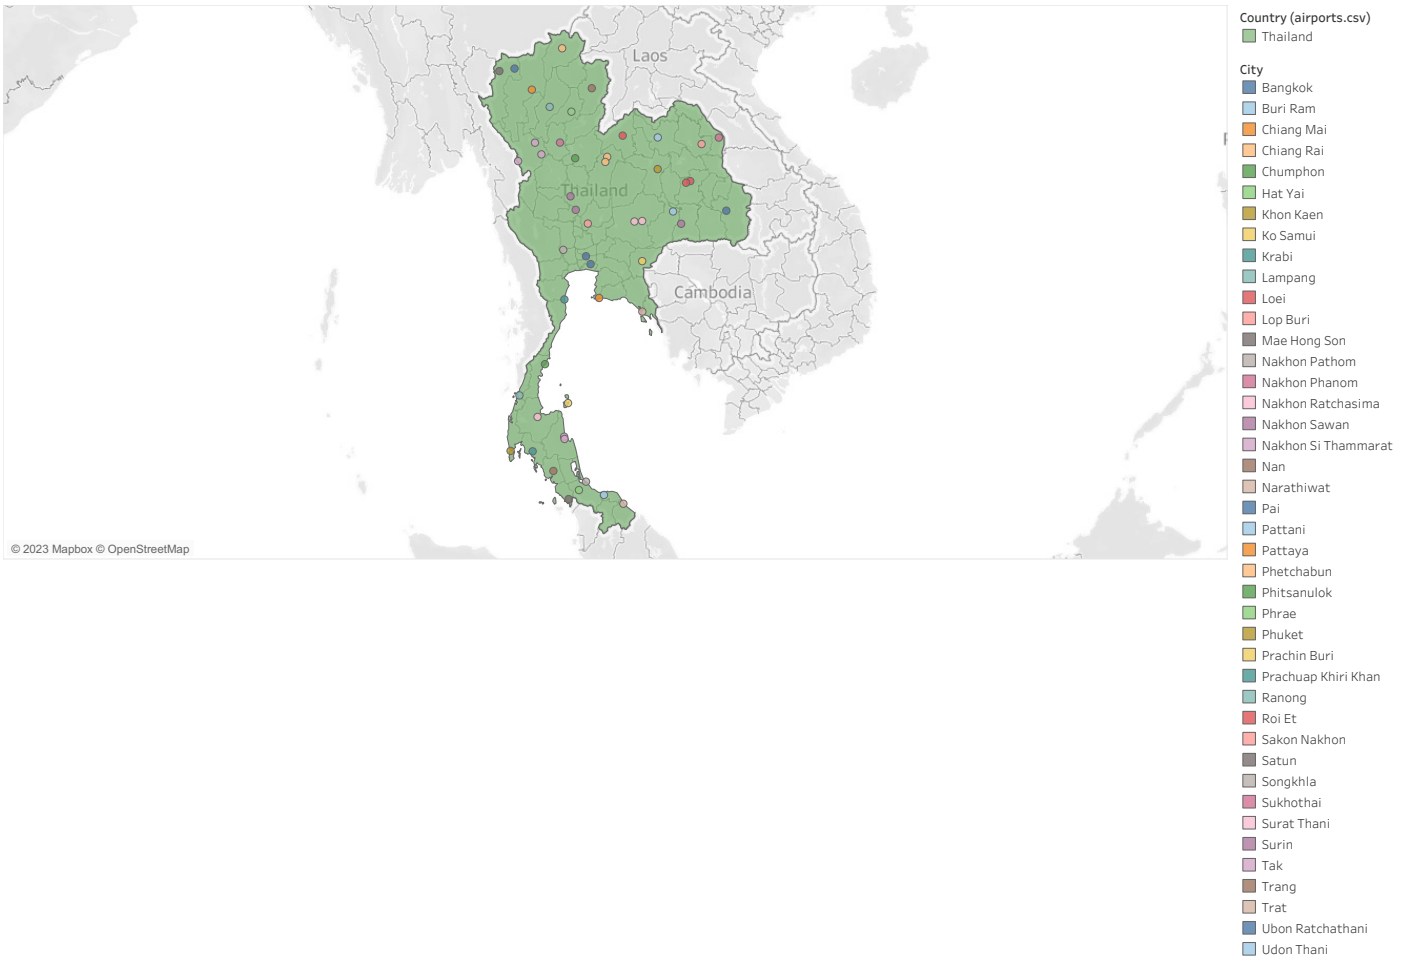 Laos
Thailand
Cambodia
© 2023 Mapbox © OpenStreetMap
Country (airports.csv)
Thailand
City
Bangkok
Buri Ram
Chiang Mai
Chiang Rai
Chumphon
Hat Yai
Khon Kaen
Ko Samui
Krabi
Lampang
Loei
Lop Buri
Mae Hong Son
Nakhon Pathom
Nakhon Phanom
Nakhon Ratchasima
Nakhon Sawan
Nakhon Si Thammarat
Nan
Narathiwat
Pai
Pattani
Pattaya
Phetchabun
Phitsanulok
Phrae
Phuket
Prachin Buri
Prachuap Khiri Khan
Ranong
Roi Et
Sakon Nakhon
Satun
Songkhla
Sukhothai
Surat Thani
Surin
Tak
Trang
Trat
Ubon Ratchathani
Udon Thani